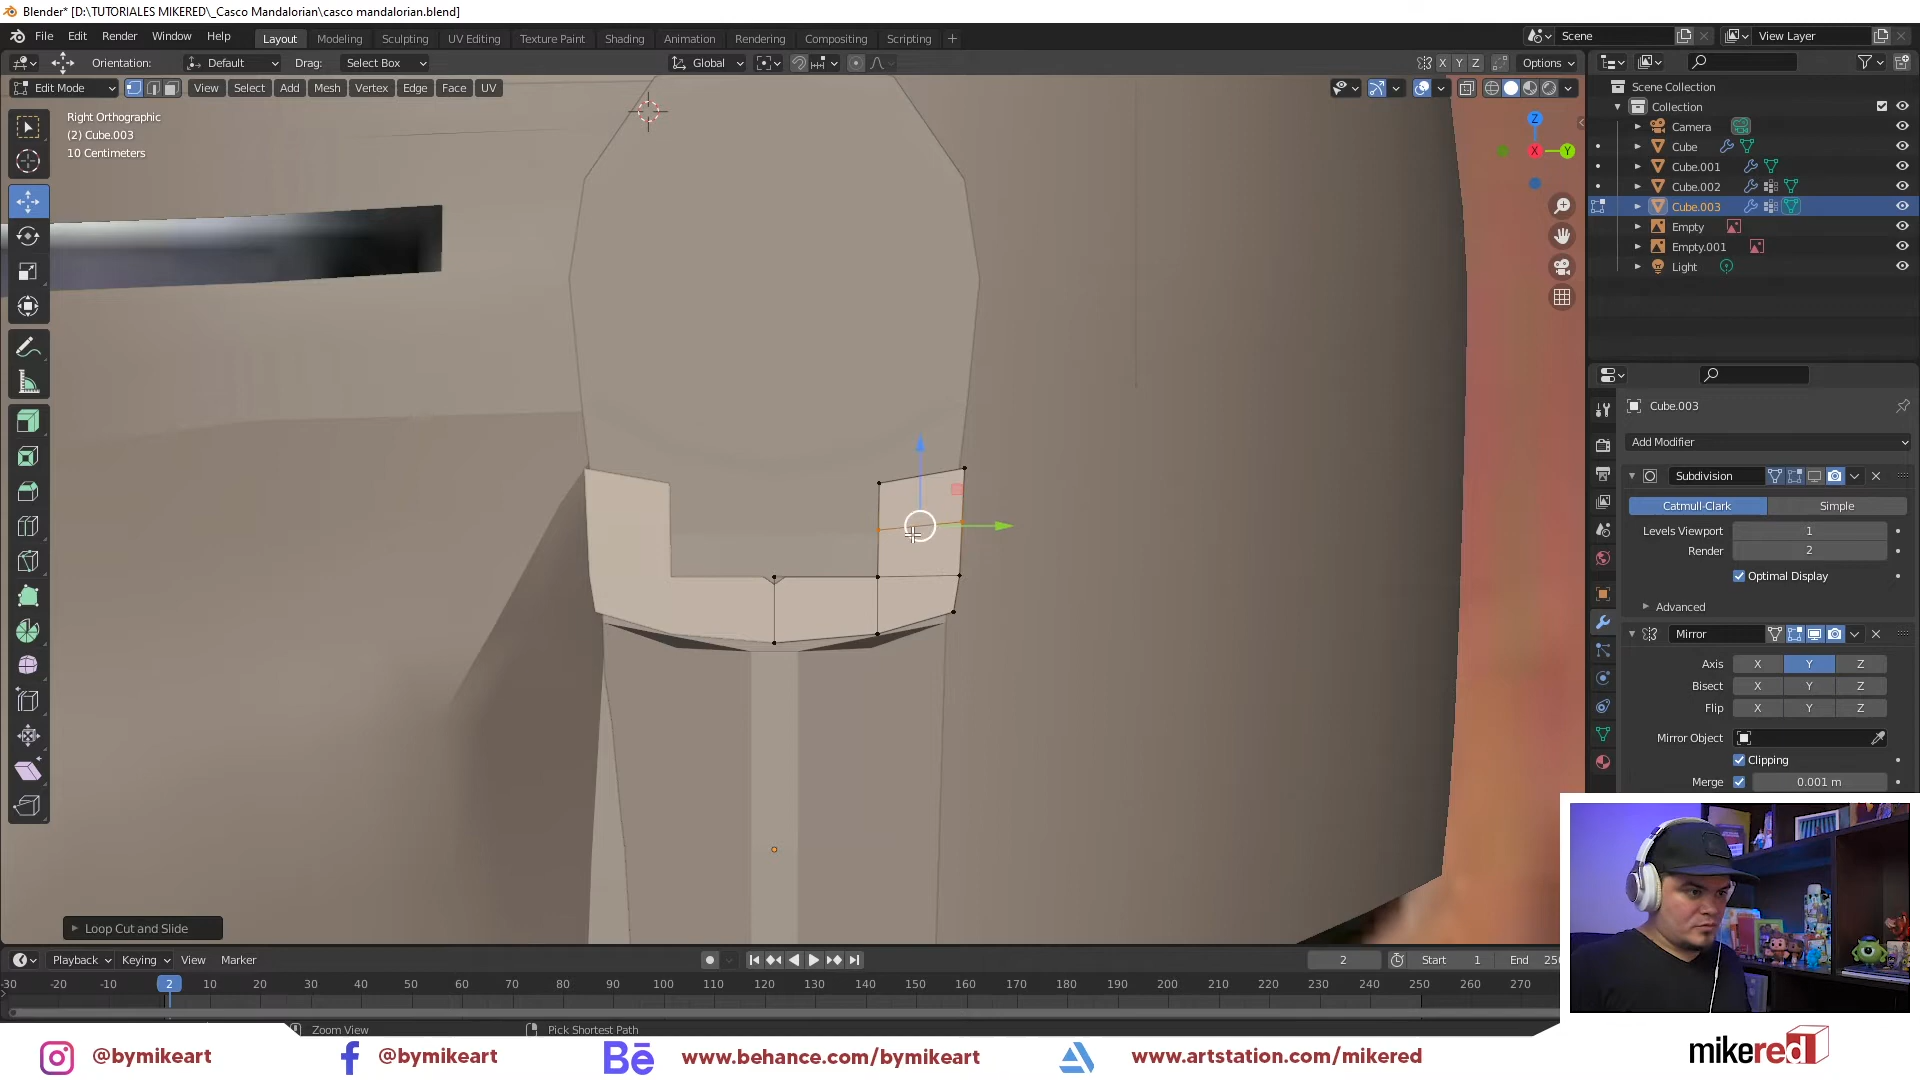 Blender* [D:\TUTORIALES MIKERED\_Casco Mandalorian\casco mandalorian.blend]
File Edit Render Window Help Layout Modeling Sculpting UV Editing Texture Paint Shading Animation Rendering Compositing Scripting + Scene View Layer
Orientation: Default Drag: Select Box Global X Y Z Options
Edit Mode View Select Add Mesh Vertex Edge Face UV
Right Orthographic
(2) Cube.003
10 Centimeters
Z
X
Y
Scene Collection
Collection
Camera
Cube
Cube.001
Cube.002
Cube.003
Empty
Empty.001
Light
Cube.003
Add Modifier
Subdivision
Catmull-Clark Simple
Levels Viewport 1
Render 2
Optimal Display
Advanced
Mirror
Axis X Y Z
Bisect X Y Z
Flip X Y Z
Mirror Object
Clipping
Merge 0.001 m
Loop Cut and Slide
Playback Keying View Marker 2 Start 1 End 25
-30 -20 -10 2 10 20 30 40 50 60 70 80 90 100 110 120 130 140 150 160 170 180 190 200 210 220 230 240 250 260 270
Zoom View Pick Shortest Path
@bymikeart @bymikeart Bē www.behance.com/bymikeart www.artstation.com/mikered mikered